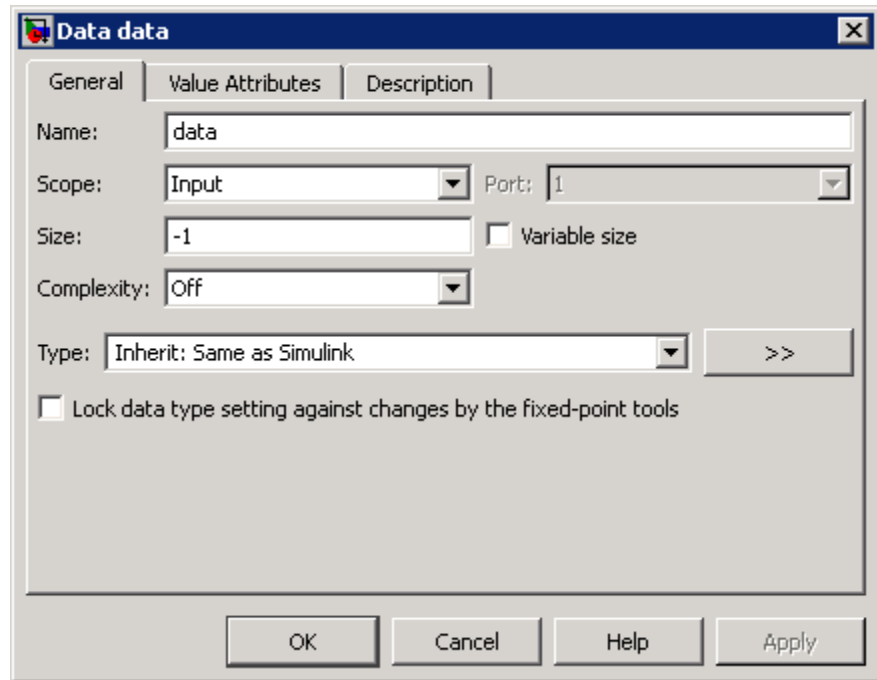 Data data
General Value Attributes Description
Name: data
Scope: Input Port: 1
Size: -1 Variable size
Complexity: Off
Type: Inherit: Same as Simulink >>
Lock data type setting against changes by the fixed-point tools
OK Cancel Help Apply